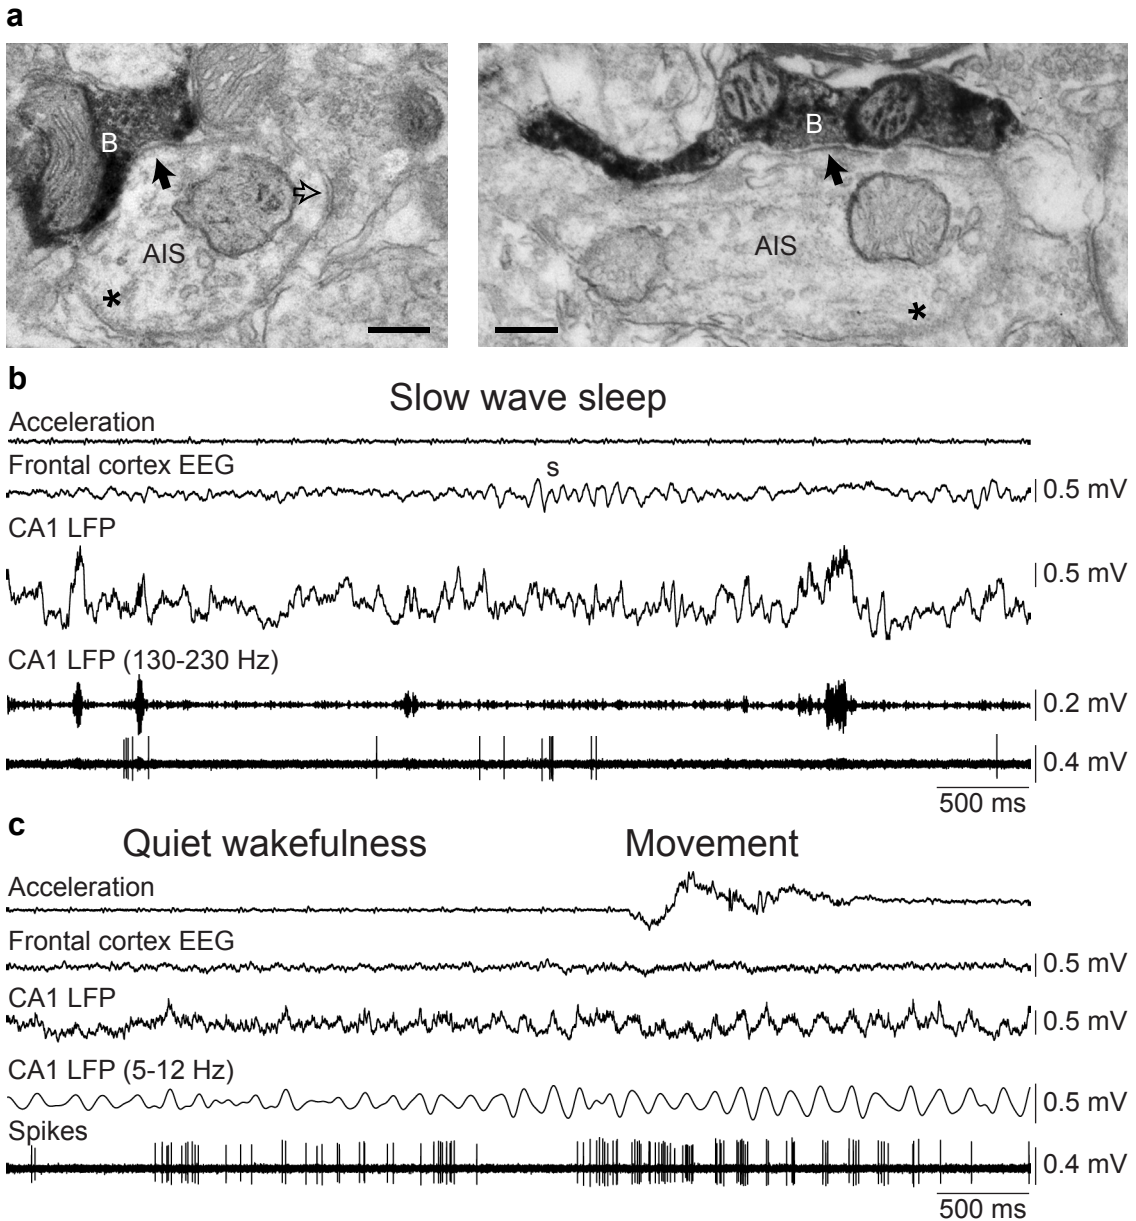 a
B
AIS
*
B
AIS
*
b
Slow wave sleep
Acceleration
Frontal cortex EEG
s
0.5 mV
CA1 LFP
0.5 mV
CA1 LFP (130-230 Hz)
0.2 mV
0.4 mV
500 ms
c
Quiet wakefulness
Movement
Acceleration
Frontal cortex EEG
0.5 mV
CA1 LFP
0.5 mV
CA1 LFP (5-12 Hz)
0.5 mV
Spikes
0.4 mV
500 ms